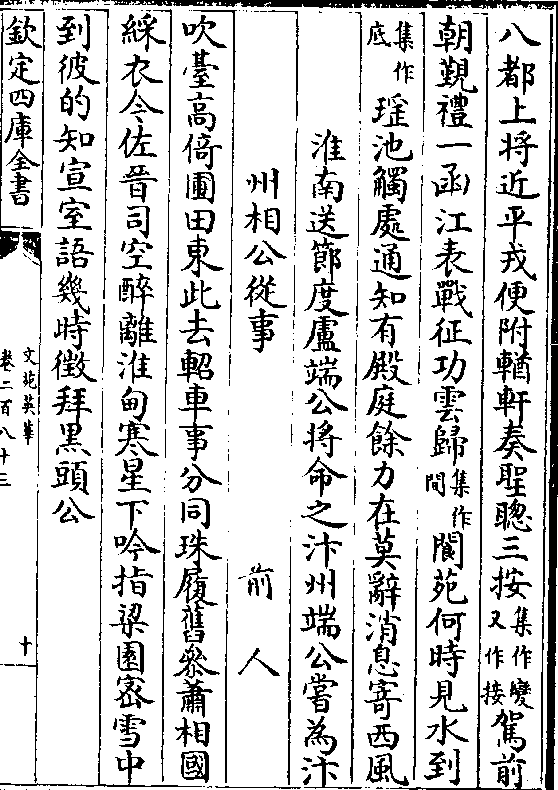 八都上將近平戎便附輶軒奏聖聰三按集作變又作接駕前
朝覲禮一函江表戰征功雲歸集作間閬苑何時見水到
集作底瑶池觸處通知有殿庭餘力在莫辭消息寄西風
淮南送節度盧端公將命之汴州端公嘗為汴
州相公從事
前人
吹臺髙倚圃田東此去軺車事分同珠履舊參蕭相國
綵衣今佐晉司空醉離淮甸寒星下吟指梁園宻雪中
到彼的知宣室語幾時徴拜黒頭公
欽定四庫全書
文苑英華
卷二百八十三
十